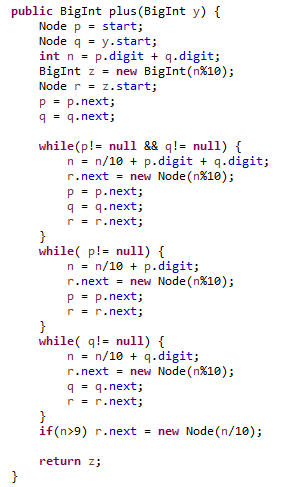 public BigInt plus(BigInt y) {
    Node p = start;
    Node q = y.start;
    int n = p.digit + q.digit;
    BigInt z = new BigInt(n%10);
    Node r = z.start;
    p = p.next;
    q = q.next;

    while(p!= null && q!= null) {
        n = n/10 + p.digit + q.digit;
        r.next = new Node(n%10);
        p = p.next;
        q = q.next;
        r = r.next;
    }
    while( p!= null) {
        n = n/10 + p.digit;
        r.next = new Node(n%10);
        p = p.next;
        r = r.next;
    }
    while( q!= null) {
        n = n/10 + q.digit;
        r.next = new Node(n%10);
        q = q.next;
        r = r.next;
    }
    if(n>9) r.next = new Node(n/10);

    return z;
}